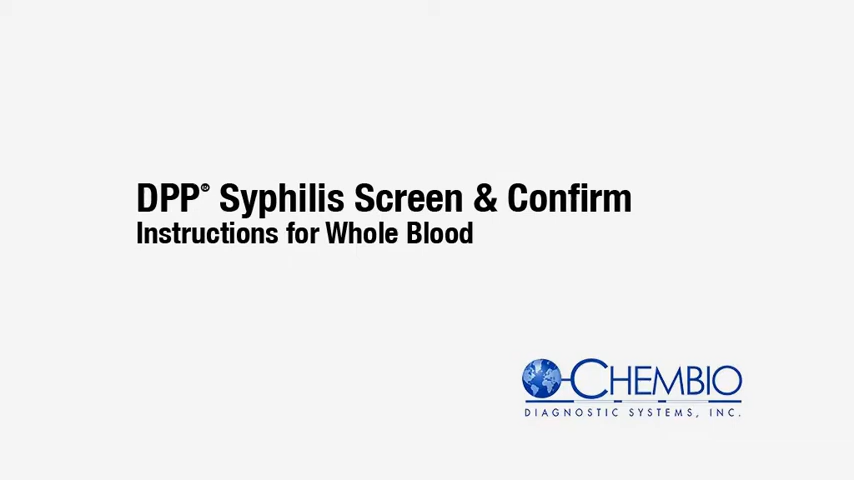 DPP® Syphilis Screen & Confirm
Instructions for Whole Blood
CHEMBIO
DIAGNOSTIC SYSTEMS, INC.